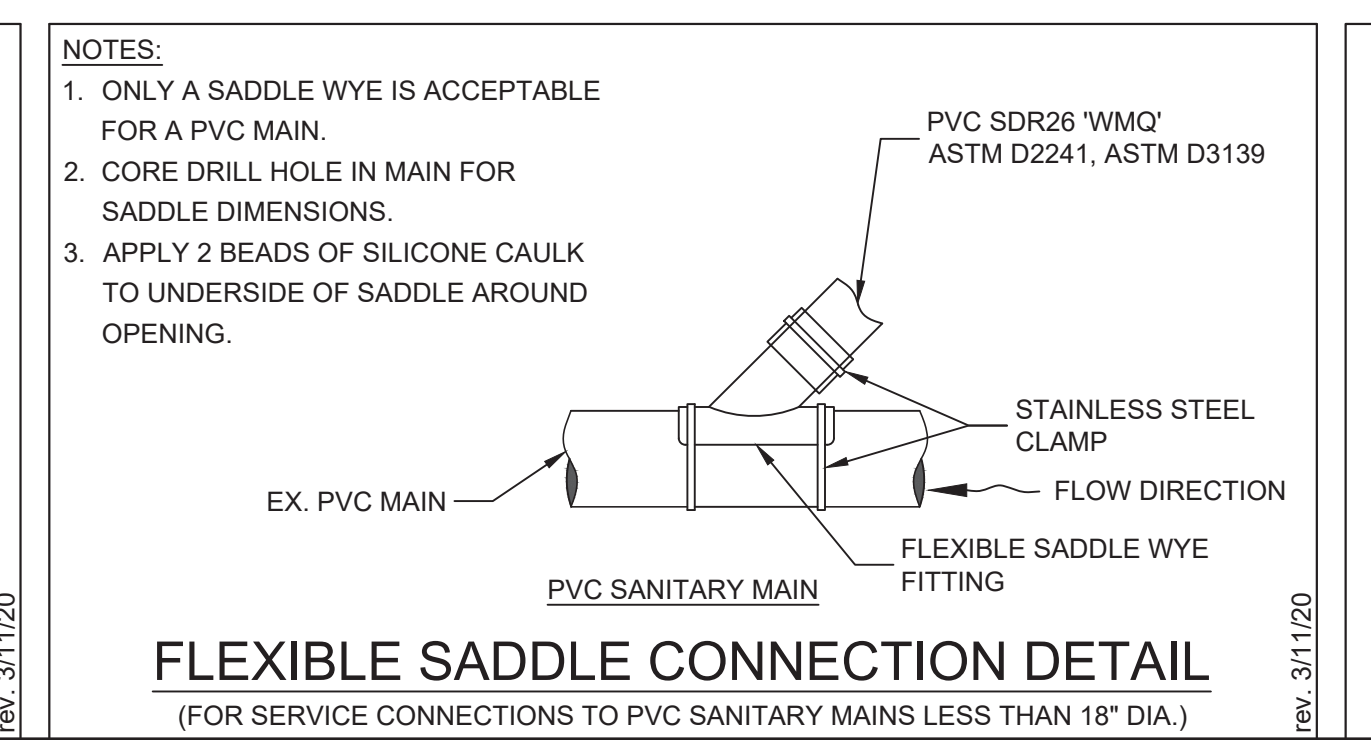 NOTES:
1. ONLY A SADDLE WYE IS ACCEPTABLE
FOR A PVC MAIN.
2. CORE DRILL HOLE IN MAIN FOR
SADDLE DIMENSIONS.
3. APPLY 2 BEADS OF SILICONE CAULK
TO UNDERSIDE OF SADDLE AROUND
OPENING.
PVC SDR26 'WMQ'
ASTM D2241, ASTM D3139
STAINLESS STEEL
CLAMP
EX. PVC MAIN
FLOW DIRECTION
FLEXIBLE SADDLE WYE
FITTING
PVC SANITARY MAIN
FLEXIBLE SADDLE CONNECTION DETAIL
(FOR SERVICE CONNECTIONS TO PVC SANITARY MAINS LESS THAN 18" DIA.)
rev. 3/11/20
rev. 3/11/20